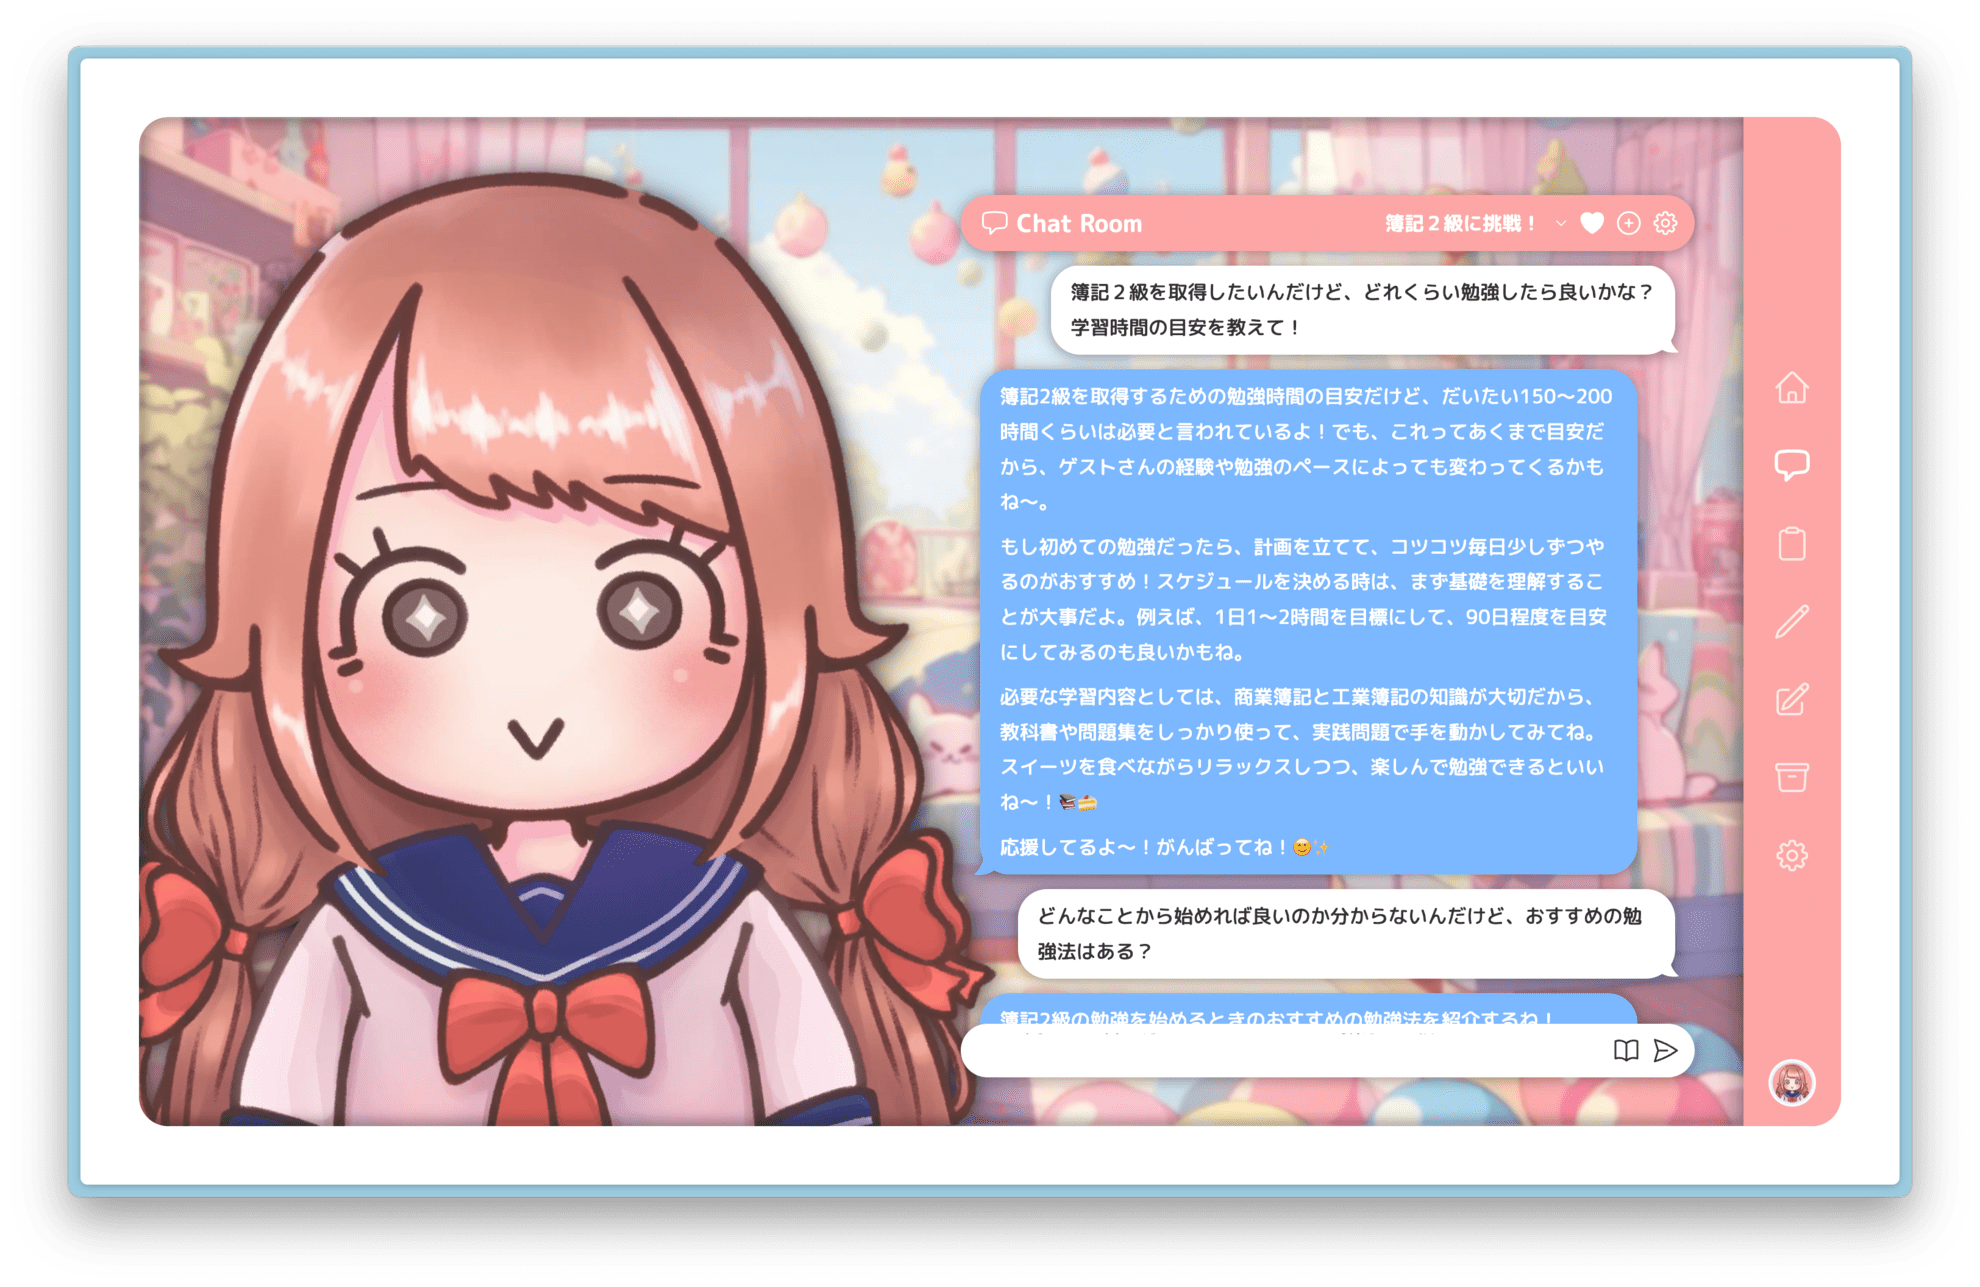 Chat Room
簿記２級に挑戦！
簿記２級を取得したいんだけど、どれくらい勉強したら良いかな？
学習時間の目安を教えて！
簿記2級を取得するための勉強時間の目安だけど、だいたい150〜200
時間くらいは必要と言われているよ！でも、これってあくまで目安だ
から、ゲストさんの経験や勉強のペースによっても変わってくるかも
ね〜。
もし初めての勉強だったら、計画を立てて、コツコツ毎日少しずつや
るのがおすすめ！スケジュールを決める時は、まず基礎を理解するこ
とが大事だよ。例えば、1日1〜2時間を目標にして、90日程度を目安
にしてみるのも良いかもね。
必要な学習内容としては、商業簿記と工業簿記の知識が大切だから、
教科書や問題集をしっかり使って、実践問題で手を動かしてみてね。
スイーツを食べながらリラックスしつつ、楽しんで勉強できるといい
ね〜！📚🍰
応援してるよ〜！がんばってね！😊✨
どんなことから始めれば良いのか分からないんだけど、おすすめの勉
強法はある？
簿記2級の勉強を始めるときのおすすめの勉強法を紹介するね！